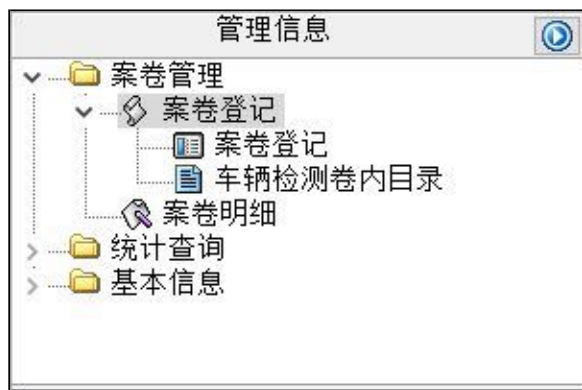 管理信息
案卷管理
案卷登记
案卷登记
车辆检测卷内目录
案卷明细
统计查询
基本信息